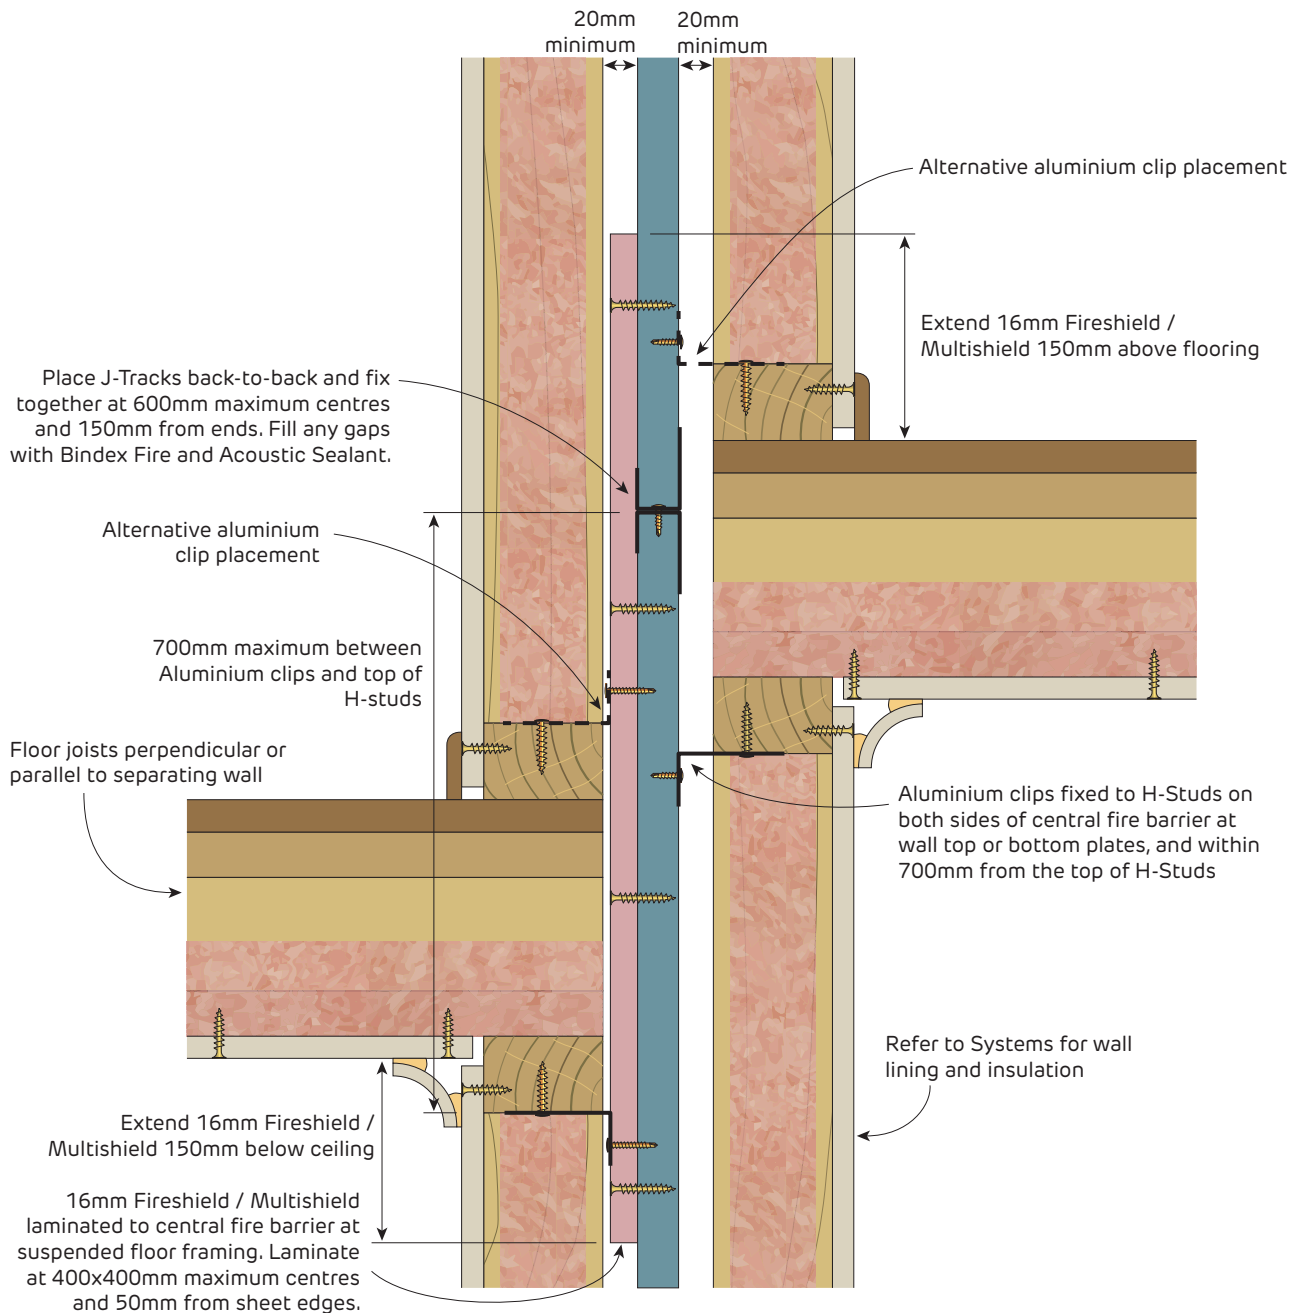 20mm
minimum
20mm
minimum
Alternative aluminium clip placement
Extend 16mm Fireshield /
Multishield 150mm above flooring
Place J-Tracks back-to-back and fix
together at 600mm maximum centres
and 150mm from ends. Fill any gaps
with Bindex Fire and Acoustic Sealant.
Alternative aluminium
clip placement
700mm maximum between
Aluminium clips and top of
H-studs
Floor joists perpendicular or
parallel to separating wall
Aluminium clips fixed to H-Studs on
both sides of central fire barrier at
wall top or bottom plates, and within
700mm from the top of H-Studs
Refer to Systems for wall
lining and insulation
Extend 16mm Fireshield /
Multishield 150mm below ceiling
16mm Fireshield / Multishield
laminated to central fire barrier at
suspended floor framing. Laminate
at 400x400mm maximum centres
and 50mm from sheet edges.